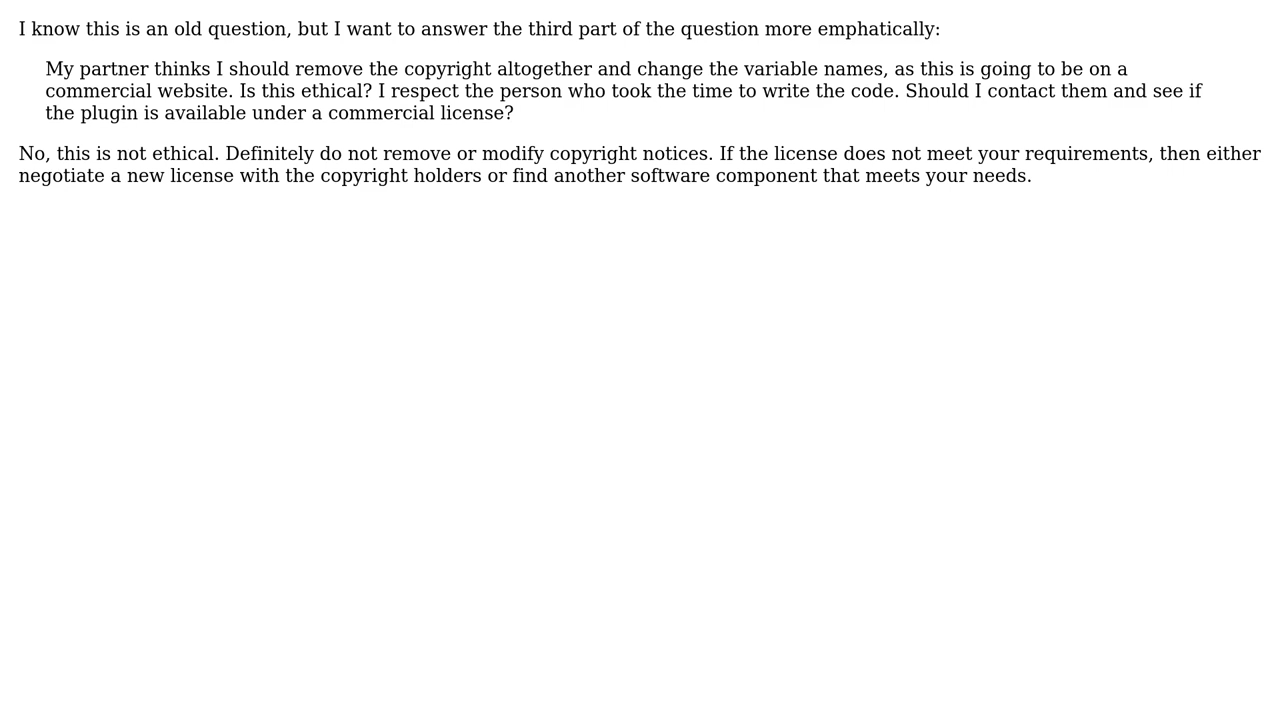 I know this is an old question, but I want to answer the third part of the question more emphatically:
My partner thinks I should remove the copyright altogether and change the variable names, as this is going to be on a
commercial website. Is this ethical? I respect the person who took the time to write the code. Should I contact them and see if
the plugin is available under a commercial license?
No, this is not ethical. Definitely do not remove or modify copyright notices. If the license does not meet your requirements, then either
negotiate a new license with the copyright holders or find another software component that meets your needs.